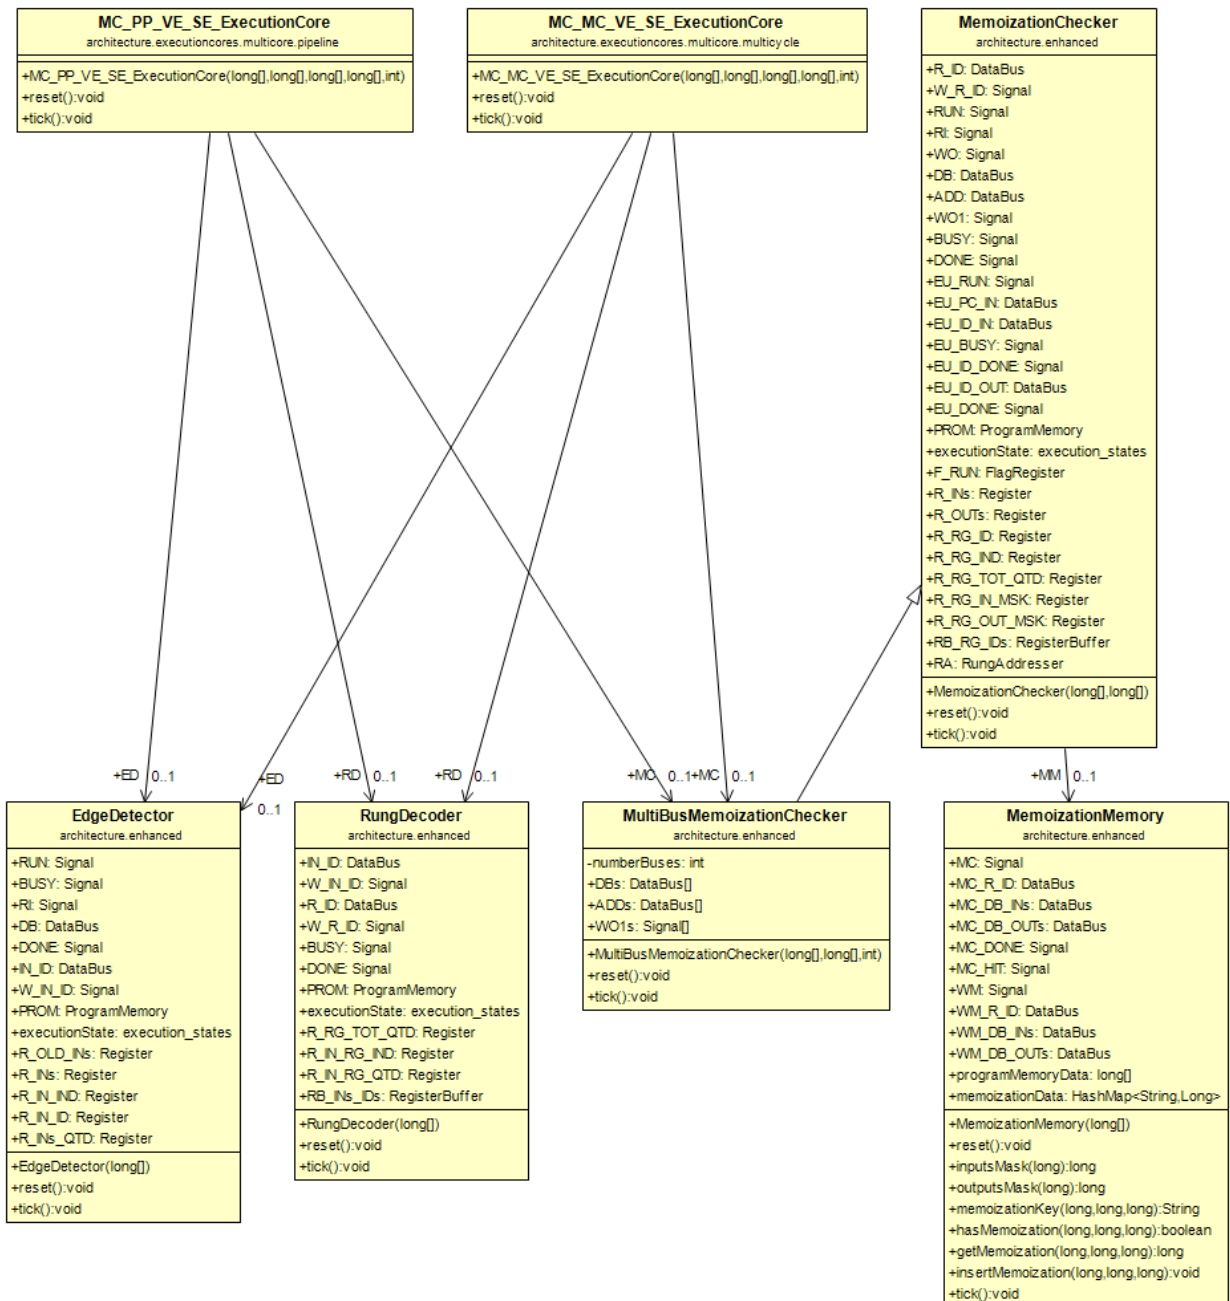 MC_PP_VE_SE_ExecutionCore
architecture.executioncores.multicore.pipeline
+MC_PP_VE_SE_ExecutionCore(long[],long[],long[],long[],int)
+reset():void
+tick():void
MC_MC_VE_SE_ExecutionCore
architecture.executioncores.multicore.multicycle
+MC_MC_VE_SE_ExecutionCore(long[],long[],long[],long[],int)
+reset():void
+tick():void
MemoizationChecker
architecture.enhanced
+R_ID: DataBus
+W_R_ID: Signal
+RUN: Signal
+RI: Signal
+WO: Signal
+DB: DataBus
+ADD: DataBus
+WO1: Signal
+BUSY: Signal
+DONE: Signal
+EU_RUN: Signal
+EU_PC_IN: DataBus
+EU_ID_IN: DataBus
+EU_BUSY: Signal
+EU_ID_DONE: Signal
+EU_ID_OUT: DataBus
+EU_DONE: Signal
+PROM: ProgramMemory
+executionState: execution_states
+F_RUN: FlagRegister
+R_INs: Register
+R_OUTs: Register
+R_RG_ID: Register
+R_RG_IND: Register
+R_RG_TOT_QTD: Register
+R_RG_IN_MSK: Register
+R_RG_OUT_MSK: Register
+RB_RG_IDs: RegisterBuffer
+RA: RungAddresser
+MemoizationChecker(long[],long[])
+reset():void
+tick():void
+ED 0..1
+ED
0..1
+RD 0..1
+RD 0..1
+MC 0..1
+MC 0..1
+MM 0..1
EdgeDetector
architecture.enhanced
+RUN: Signal
+BUSY: Signal
+RI: Signal
+DB: DataBus
+DONE: Signal
+IN_ID: DataBus
+W_IN_ID: Signal
+PROM: ProgramMemory
+executionState: execution_states
+R_OLD_INs: Register
+R_INs: Register
+R_IN_IND: Register
+R_IN_ID: Register
+R_INs_QTD: Register
+EdgeDetector(long[])
+reset():void
+tick():void
RungDecoder
architecture.enhanced
+IN_ID: DataBus
+W_IN_ID: Signal
+R_ID: DataBus
+W_R_ID: Signal
+BUSY: Signal
+DONE: Signal
+PROM: ProgramMemory
+executionState: execution_states
+R_RG_TOT_QTD: Register
+R_IN_RG_IND: Register
+R_IN_RG_QTD: Register
+RB_INs_IDs: RegisterBuffer
+RungDecoder(long[])
+reset():void
+tick():void
MultiBusMemoizationChecker
architecture.enhanced
-numberBuses: int
+DBs: DataBus[]
+ADDs: DataBus[]
+WO1s: Signal[]
+MultiBusMemoizationChecker(long[],long[],int)
+reset():void
+tick():void
MemoizationMemory
architecture.enhanced
+MC: Signal
+MC_R_ID: DataBus
+MC_DB_INs: DataBus
+MC_DB_OUTs: DataBus
+MC_DONE: Signal
+MC_HIT: Signal
+WM: Signal
+WM_R_ID: DataBus
+WM_DB_INs: DataBus
+WM_DB_OUTs: DataBus
+programMemoryData: long[]
+memoizationData: HashMap<String,Long>
+MemoizationMemory(long[])
+reset():void
+inputsMask(long):long
+outputsMask(long):long
+memoizationKey(long,long,long):String
+hasMemoization(long,long,long):boolean
+getMemoization(long,long,long):long
+insertMemoization(long,long,long):void
+tick():void